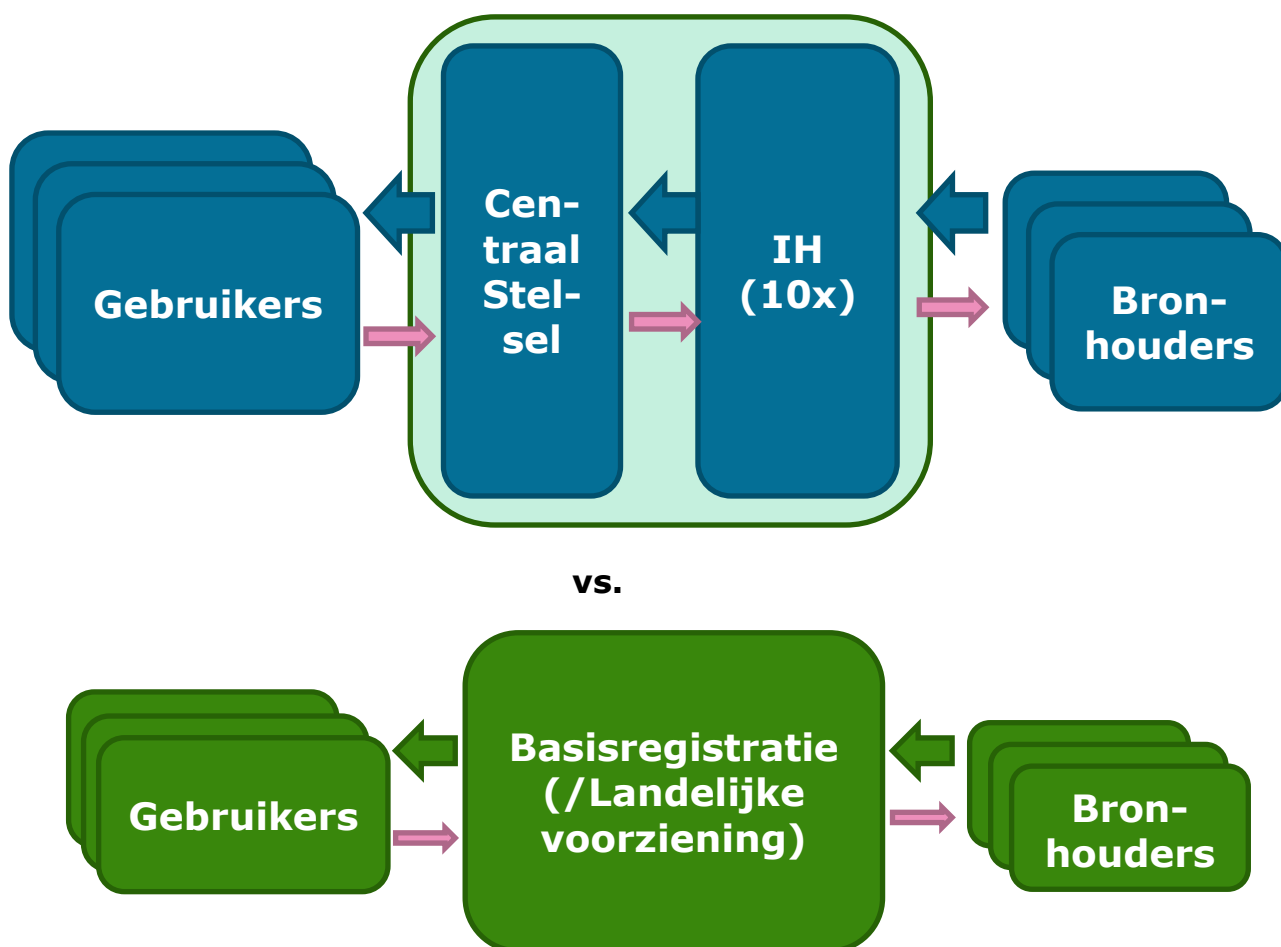 Gebruikers
Cen-
traal
Stel-
sel
IH
(10x)
Bron-
houders
vs.
Gebruikers
Basisregistratie
(/Landelijke
voorziening)
Bron-
houders